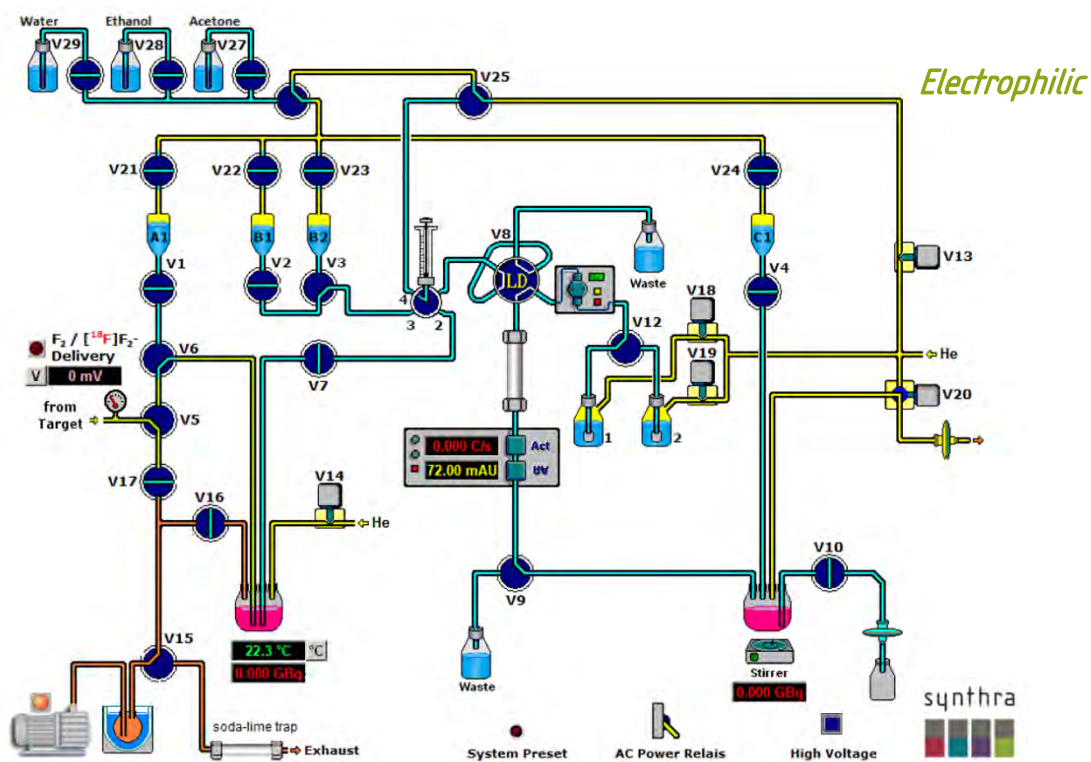 Water Ethanol Acetone
V29 V28 V27
V25
Electrophilic
V21 V22 V23 V24
A1 B1 B2 C1
V8
V13
Waste
V1 V2 V3 V4
LD
4
3 2
V18
V12
F₂ / [¹⁸F]F₂-
Delivery
V 0 mV
V6
V7
V19
He
V20
from
Target
V5
1 2
0.000 C/s Act
72.00 mAU UV
V17
V14
V16
He
V10
V9
V15
22.3 °C °C
0.000 GBq
Waste
Stirrer
0.000 GBq
synthra
soda-lime trap
Exhaust
System Preset
AC Power Relais
High Voltage